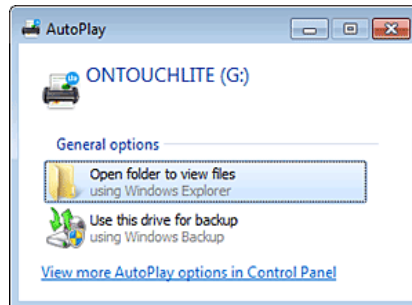 AutoPlay
ONTOUCHLITE (G:)
General options
Open folder to view files
using Windows Explorer
Use this drive for backup
using Windows Backup
View more AutoPlay options in Control Panel